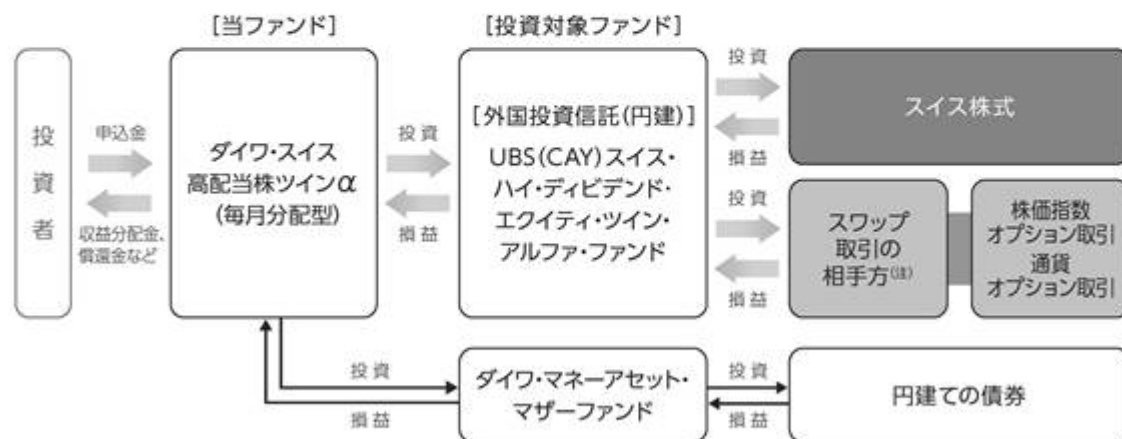 [当ファンド]
[投資対象ファンド]
投資者
申込金
収益分配金、
償還金など
ダイワ・スイス
高配当株ツインα
(毎月分配型)
投資
損益
[外国投資信託(円建)]
UBS(CAY)スイス・
ハイ・ディビデンド・
エクイティ・ツイン・
アルファ・ファンド
投資
損益
スイス株式
投資
損益
スワップ
取引の
相手方(注)
株価指数
オプション取引
通貨
オプション取引
投資
損益
ダイワ・マネーアセット・
マザーファンド
投資
損益
円建ての債券